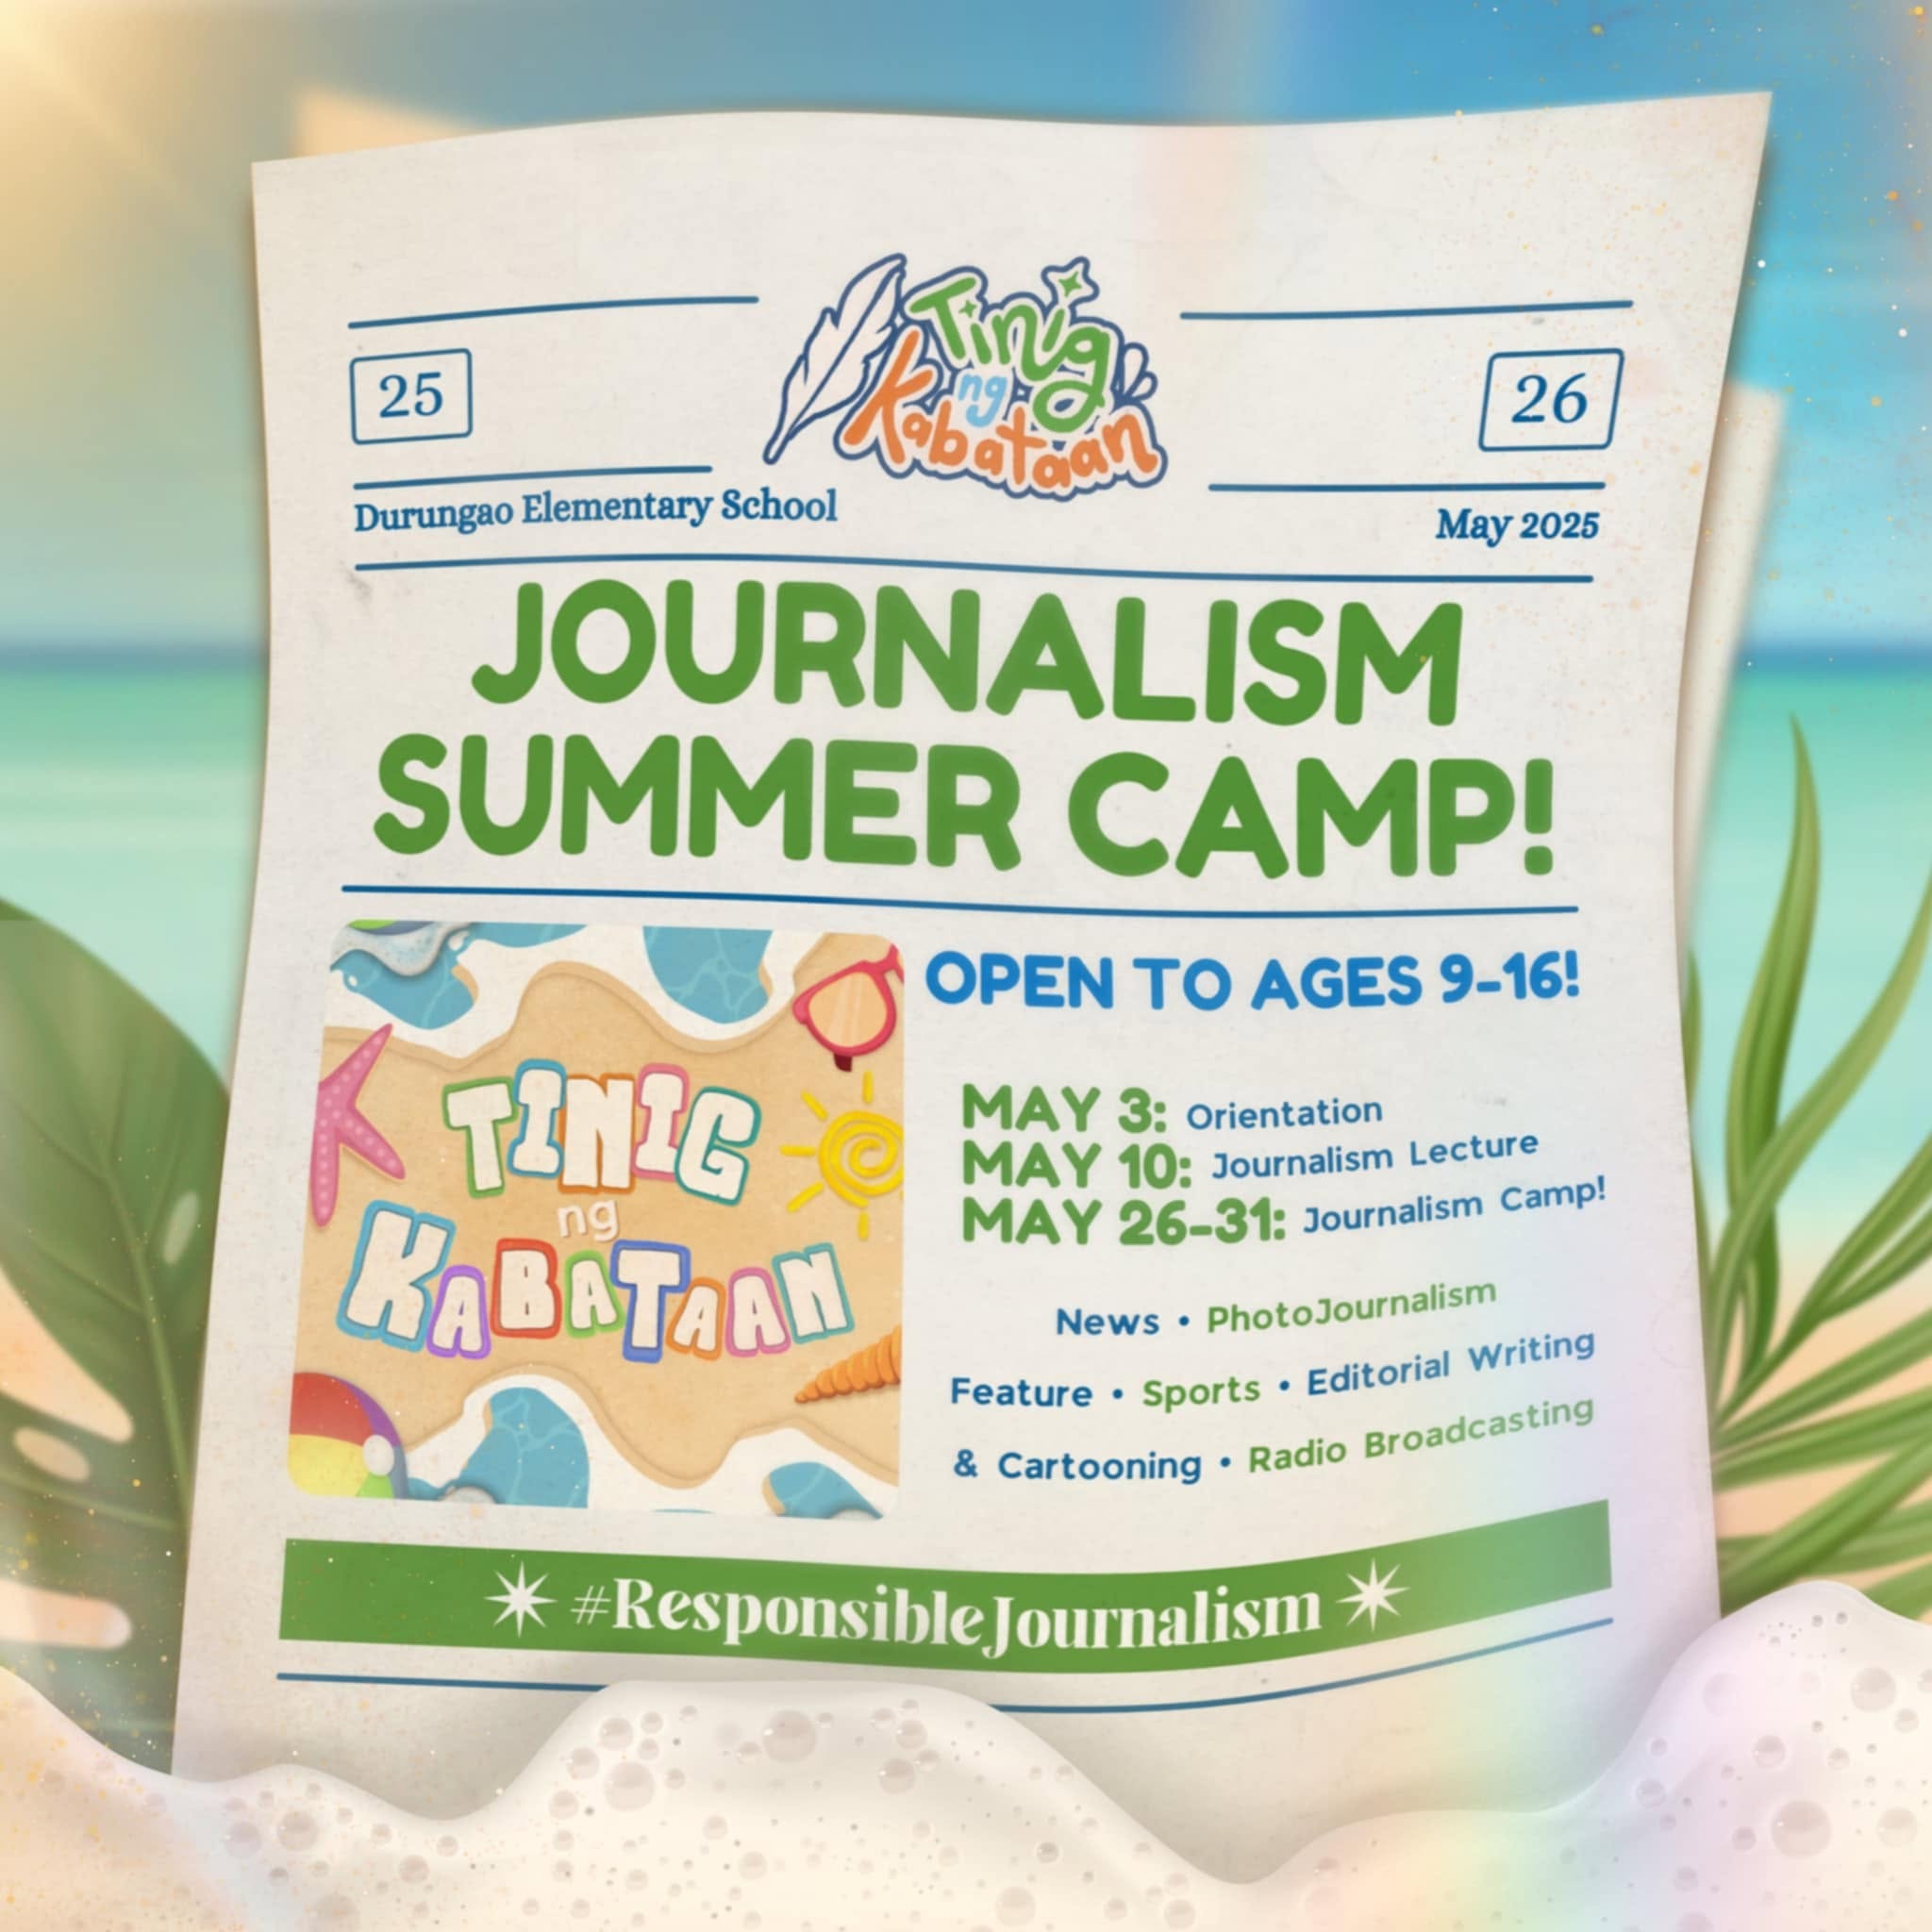 25
Tinig
ng
Kabataan
26
Durungao Elementary School
May 2025
JOURNALISM
SUMMER CAMP!
TINIG
ng
KABATAAN
OPEN TO AGES 9-16!
MAY 3: Orientation
MAY 10: Journalism Lecture
MAY 26-31: Journalism Camp!
News • PhotoJournalism
Feature • Sports • Editorial Writing
& Cartooning • Radio Broadcasting
#ResponsibleJournalism